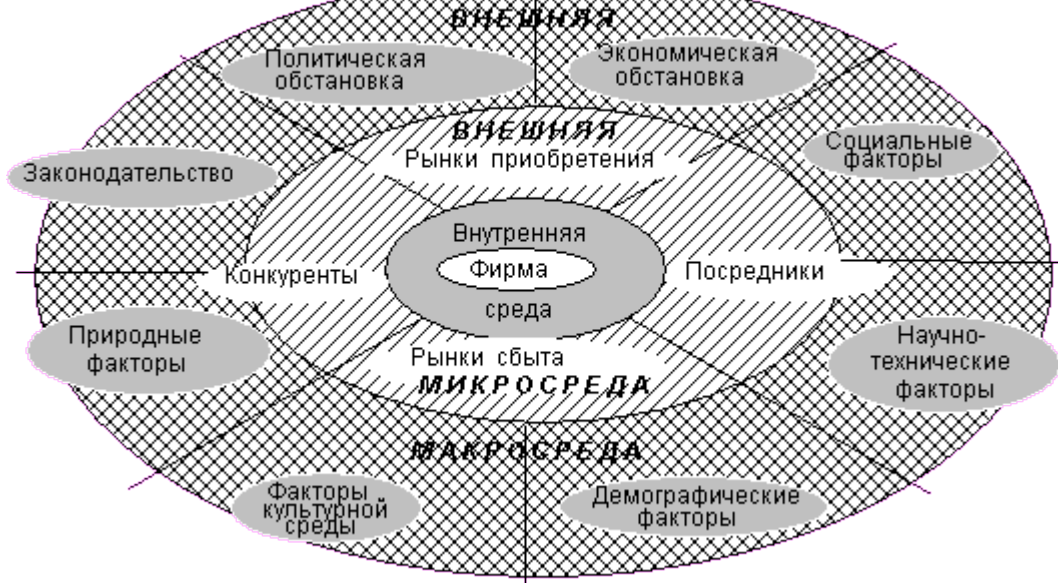 ВНЕШНЯЯ
Политическая
обстановка
Экономическая
обстановка
ВНЕШНЯЯ
Рынки приобретения
Социальные
факторы
Законодательство
Внутренняя
Фирма
среда
Конкуренты
Посредники
Природные
факторы
Рынки сбыта
МИКРОСРЕДА
Научно-
технические
факторы
МАКРОСРЕДА
Факторы
культурной
среды
Демографические
факторы